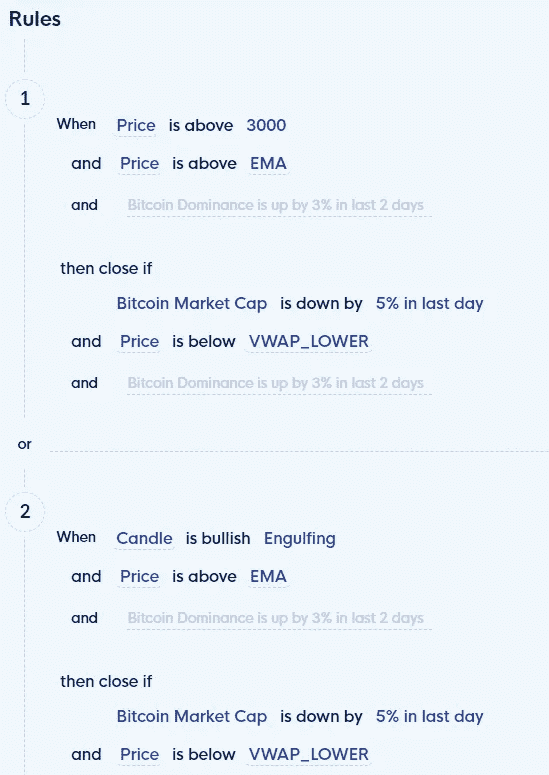 Rules
1
When Price is above 3000
and Price is above EMA
and Bitcoin Dominance is up by 3% in last 2 days
then close if
Bitcoin Market Cap is down by 5% in last day
and Price is below VWAP_LOWER
and Bitcoin Dominance is up by 3% in last 2 days
or
2
When Candle is bullish Engulfing
and Price is above EMA
and Bitcoin Dominance is up by 3% in last 2 days
then close if
Bitcoin Market Cap is down by 5% in last day
and Price is below VWAP_LOWER